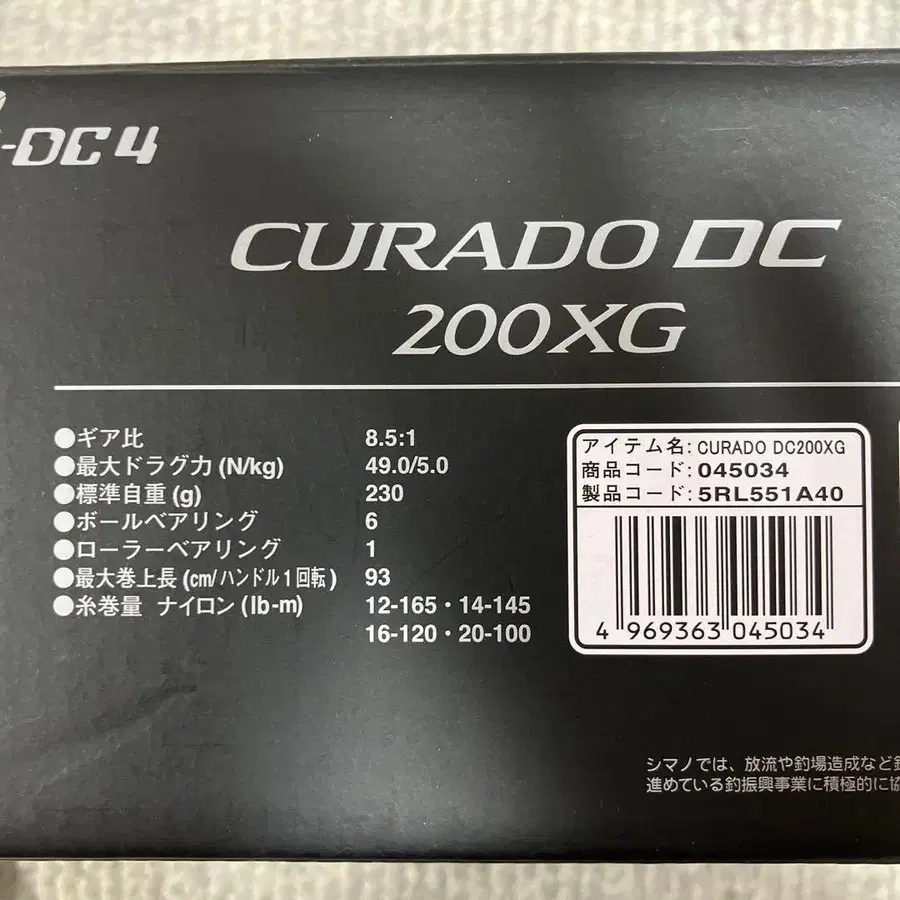 -DC4
CURADO DC
200XG
●ギア比 8.5:1
●最大ドラグ力 (N/kg) 49.0/5.0
●標準自重 (g) 230
●ボールベアリング 6
●ローラーベアリング 1
●最大巻上長 (cm/ハンドル1回転) 93
●糸巻量 ナイロン (lb-m) 12-165・14-145
16-120・20-100
アイテム名: CURADO DC200XG
商品コード: 045034
製品コード: 5RL551A40
4 969363 045034
シマノでは、放流や釣場造成など
進めている釣振興事業に積極的に